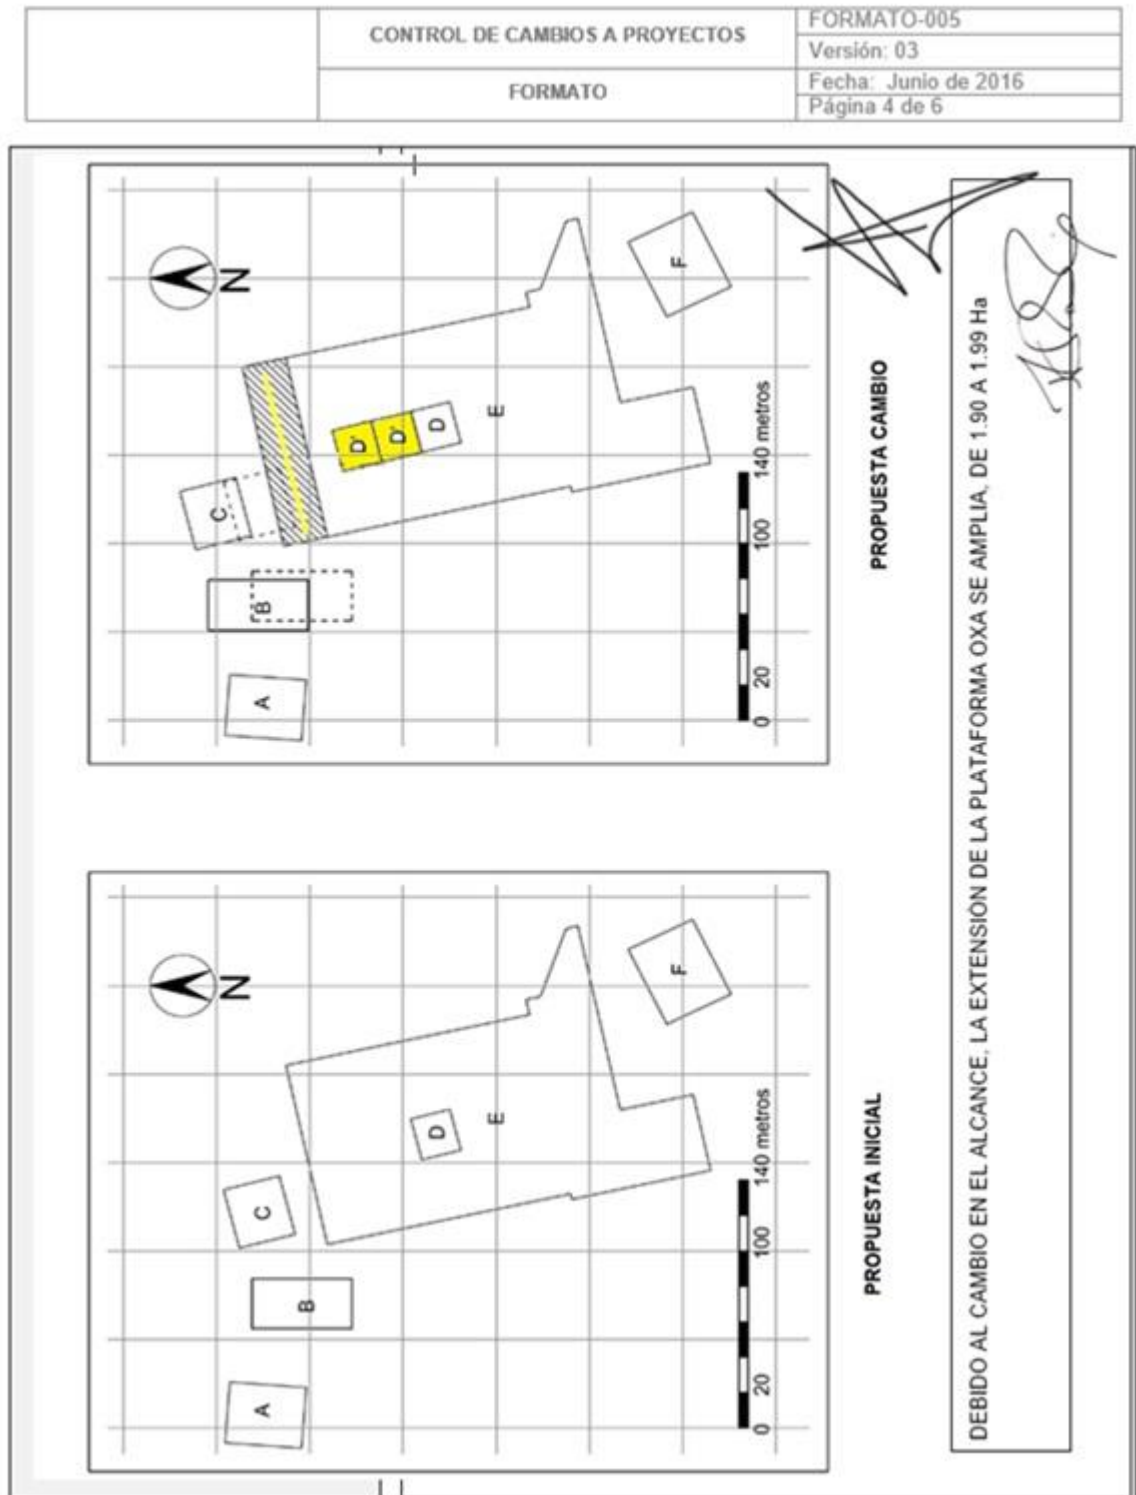 CONTROL DE CAMBIOS A PROYECTOS
FORMATO
FORMATO-005
Versión: 03
Fecha: Junio de 2016
Página 4 de 6
N
A
B
C
D
E
F
0 20 100 140 metros
PROPUESTA INICIAL
N
A
B
C
D'
D'
D
E
F
0 20 100 140 metros
PROPUESTA CAMBIO
DEBIDO AL CAMBIO EN EL ALCANCE, LA EXTENSIÓN DE LA PLATAFORMA OXA SE AMPLIA, DE 1.90 A 1.99 Ha